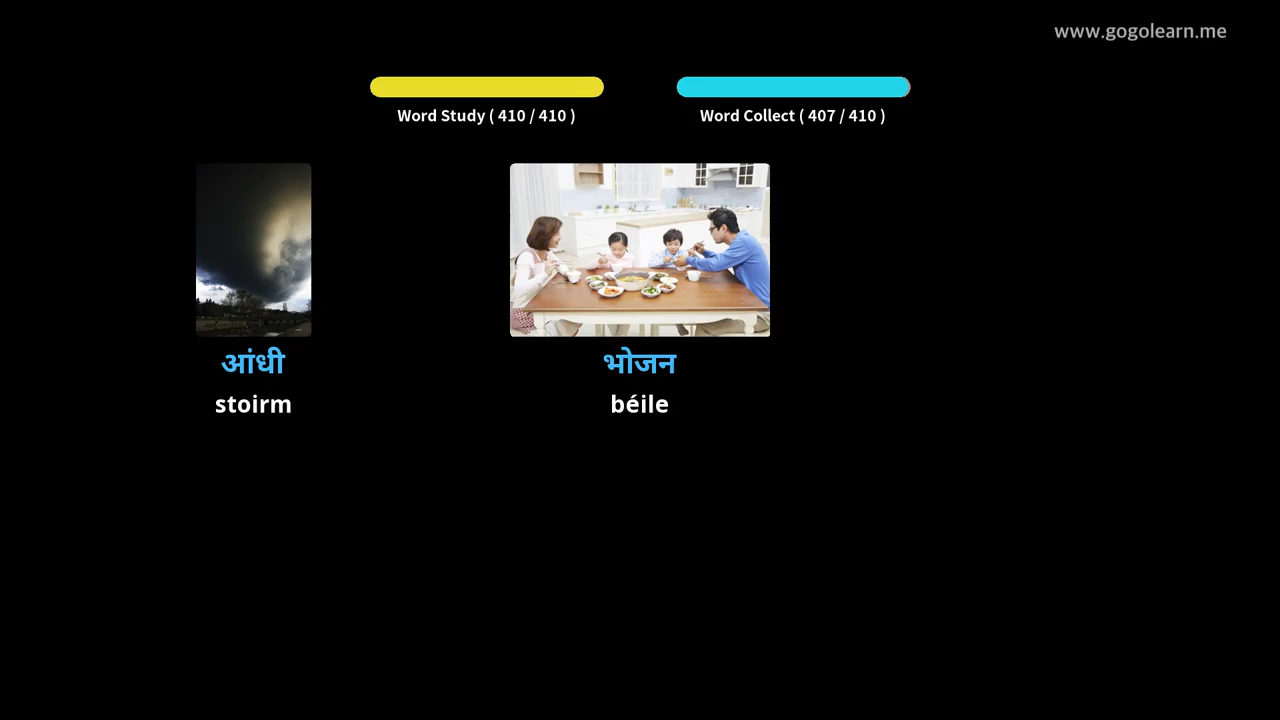 www.gogolearn.me
Word Study ( 410 / 410 )
Word Collect ( 407 / 410 )
आंधी
stoirm
भोजन
béile